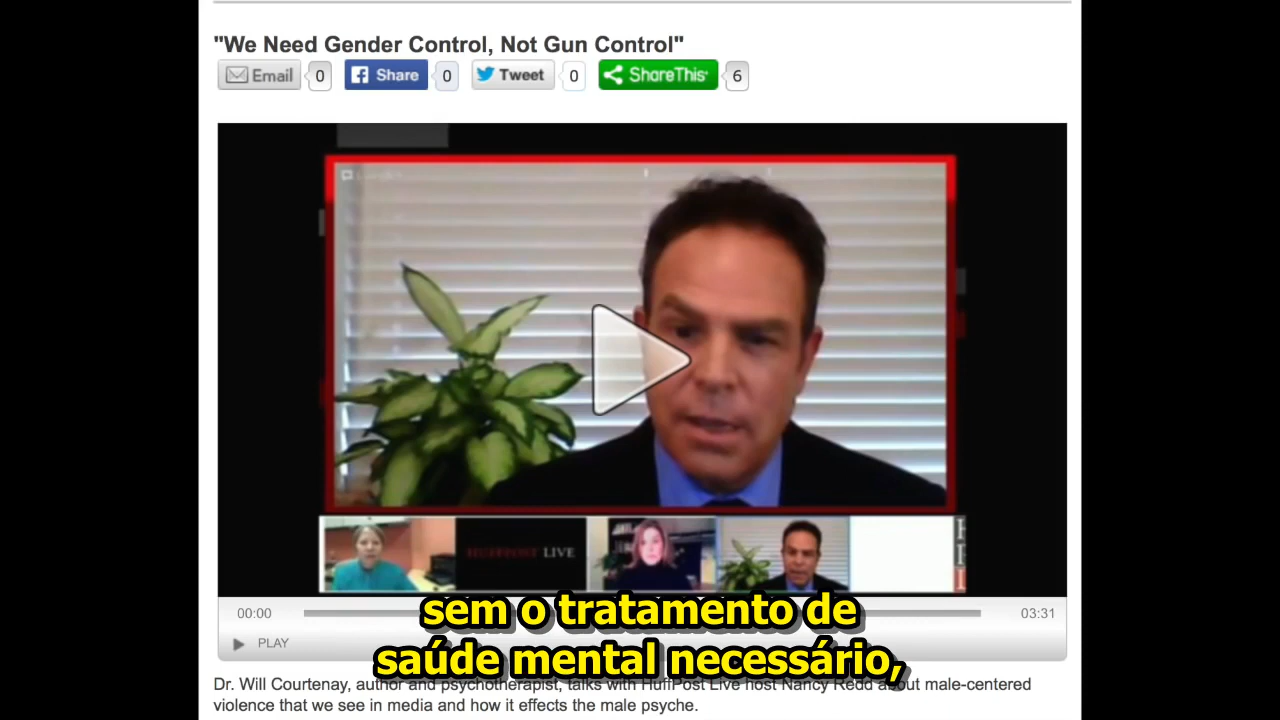 "We Need Gender Control, Not Gun Control"
Email 0 Share 0 Tweet 0 ShareThis 6
HUFFPOST LIVE
00:00 03:31
PLAY
sem o tratamento de
saúde mental necessário,
Dr. Will Courtenay, author and psychotherapist, talks with HuffPost Live host Nancy Redd about male-centered
violence that we see in media and how it effects the male psyche.